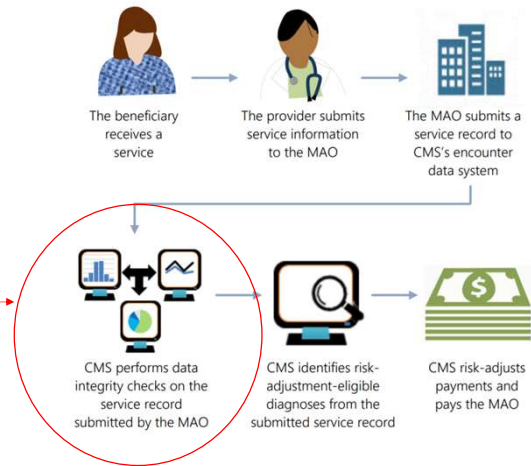 The beneficiary
receives a
service
The provider submits
service information
to the MAO
The MAO submits a
service record to
CMS's encounter
data system
$
CMS performs data
integrity checks on the
service record
submitted by the MAO
CMS identifies risk-
adjustment-eligible
diagnoses from the
submitted service record
CMS risk-adjusts
payments and
pays the MAO